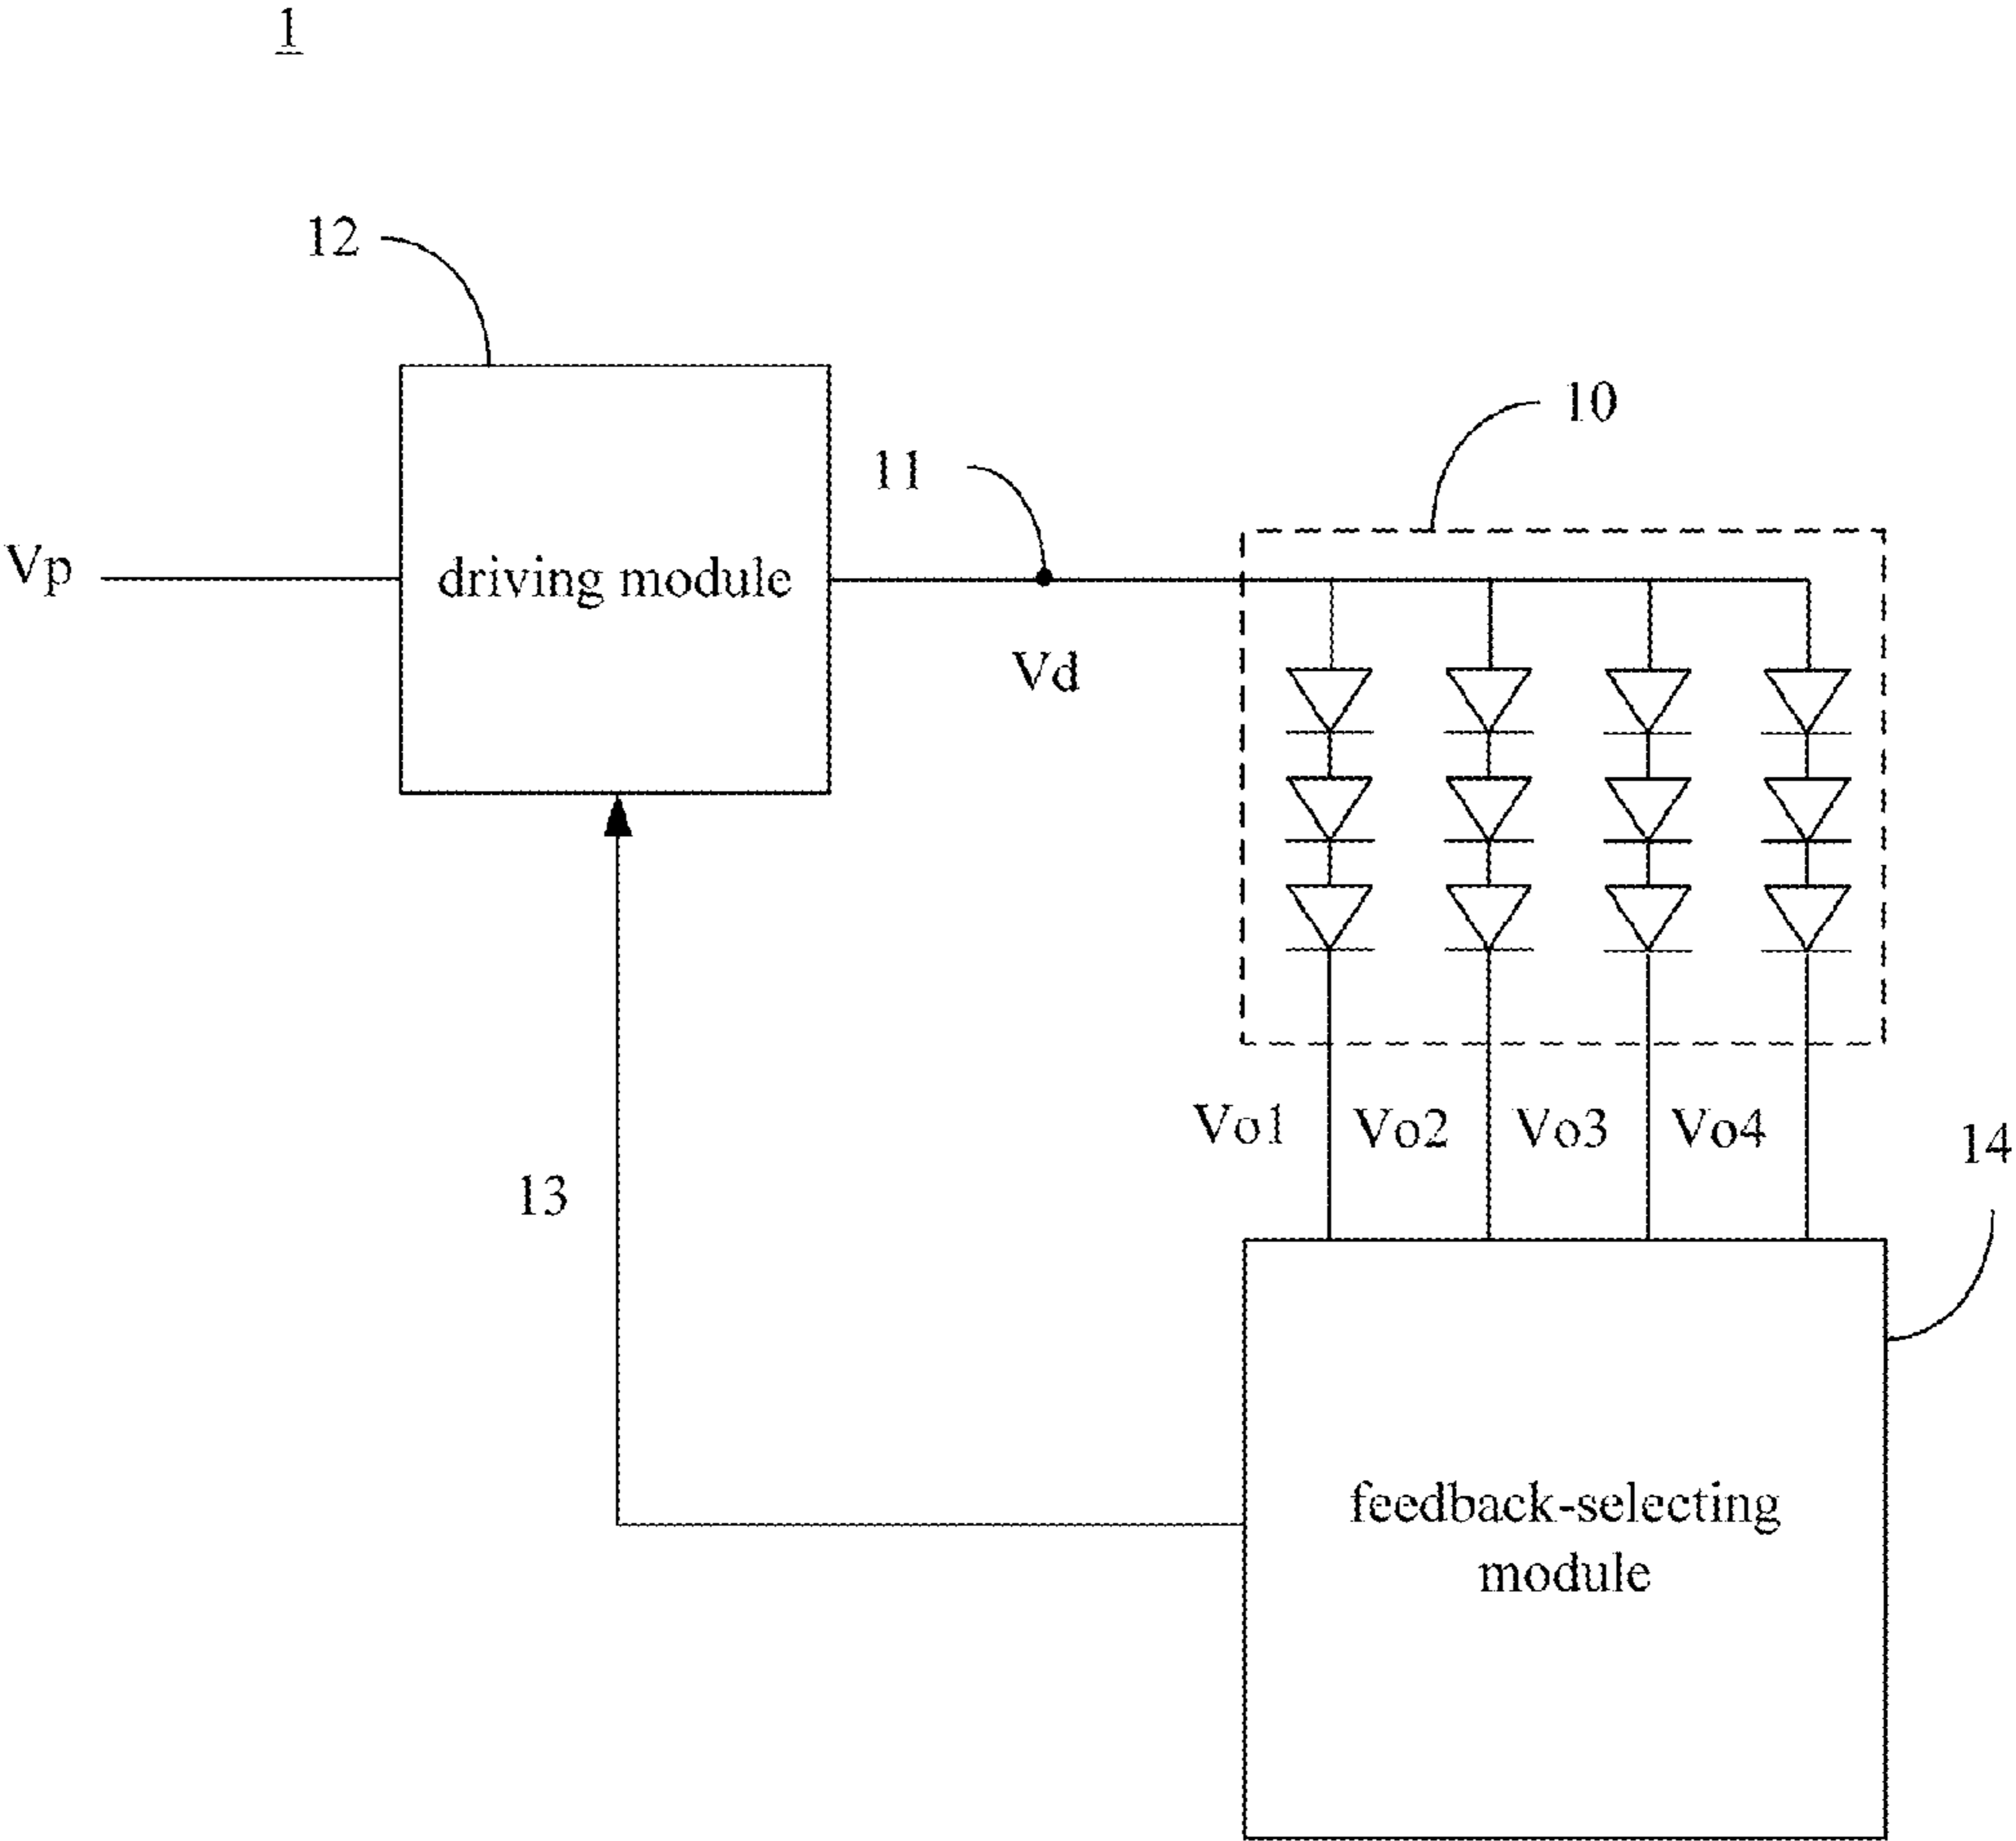 1
12
10
11
Vp
driving module
Vd
Vo1 Vo2 Vo3 Vo4
14
13
feedback-selecting
module